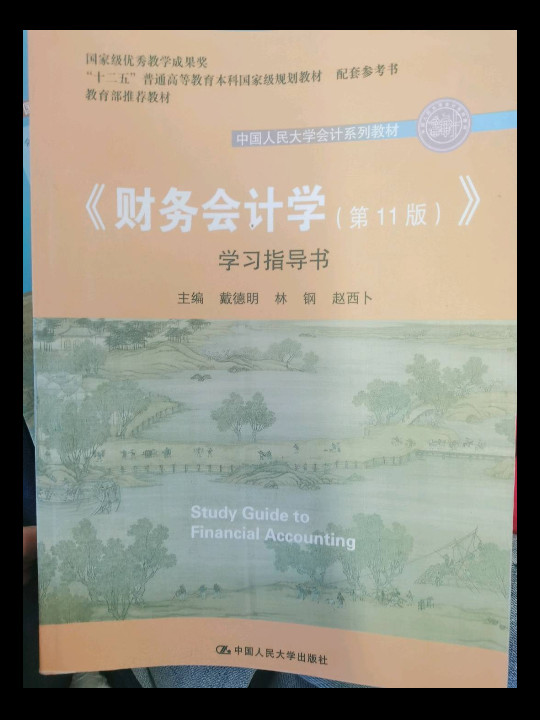 国家级优秀教学成果奖
“十二五”普通高等教育本科国家级规划教材　配套参考书
教育部推荐教材
中国人民大学会计系列教材
《财务会计学（第11版）》
学习指导书
主编　戴德明　林　钢　赵西卜
Study Guide to
Financial Accounting
中国人民大学出版社